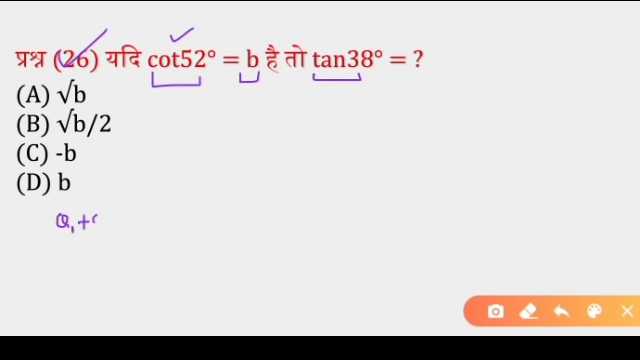 प्रश्न (26) यदि cot52° = b है तो tan38° = ?
(A) √b
(B) √b/2
(C) -b
(D) b